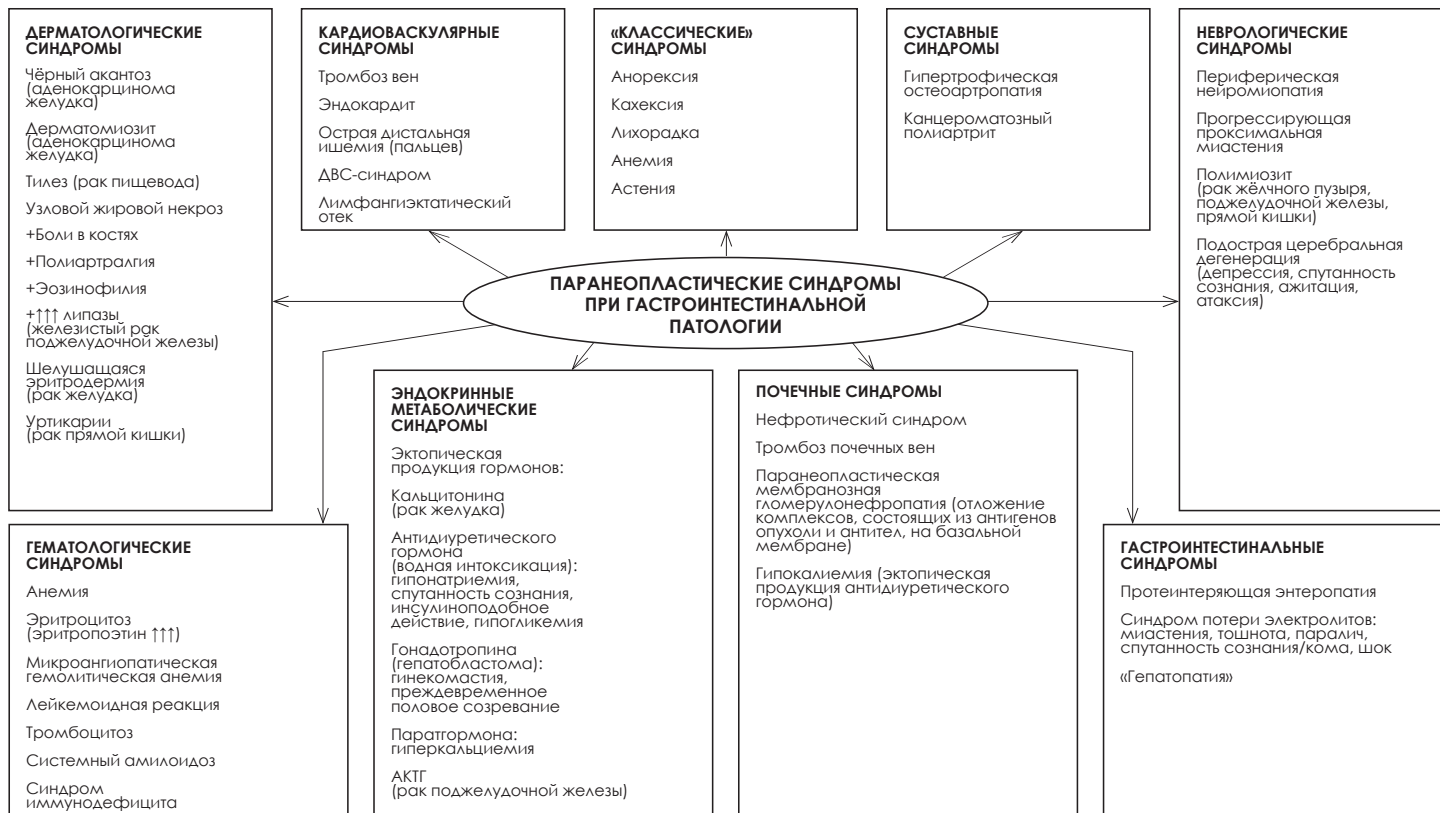 ДЕРМАТОЛОГИЧЕСКИЕ
СИНДРОМЫ
Чёрный акантоз
(аденокарцинома
желудка)
Дерматомиозит
(аденокарцинома
желудка)
Тилез (рак пищевода)
Узловой жировой некроз
+Боли в костях
+Полиартралгия
+Эозинофилия
+↑↑↑ липазы
(железистый рак
поджелудочной железы)
Шелушащаяся
эритродермия
(рак желудка)
Уртикарии
(рак прямой кишки)
КАРДИОВАСКУЛЯРНЫЕ
СИНДРОМЫ
Тромбоз вен
Эндокардит
Острая дистальная
ишемия (пальцев)
ДВС-синдром
Лимфангиэктатический
отек
«КЛАССИЧЕСКИЕ»
СИНДРОМЫ
Анорексия
Кахексия
Лихорадка
Анемия
Астения
СУСТАВНЫЕ
СИНДРОМЫ
Гипертрофическая
остеоартропатия
Канцероматозный
полиартрит
НЕВРОЛОГИЧЕСКИЕ
СИНДРОМЫ
Периферическая
нейромиопатия
Прогрессирующая
проксимальная
миастения
Полимиозит
(рак жёлчного пузыря,
поджелудочной железы,
прямой кишки)
Подострая церебральная
дегенерация
(депрессия, спутанность
сознания, ажитация,
атаксия)
ПАРАНЕОПЛАСТИЧЕСКИЕ СИНДРОМЫ
ПРИ ГАСТРОИНТЕСТИНАЛЬНОЙ
ПАТОЛОГИИ
ГЕМАТОЛОГИЧЕСКИЕ
СИНДРОМЫ
Анемия
Эритроцитоз
(эритропоэтин ↑↑↑)
Микроангиопатическая
гемолитическая анемия
Лейкемоидная реакция
Тромбоцитоз
Системный амилоидоз
Синдром
иммунодефицита
ЭНДОКРИННЫЕ
МЕТАБОЛИЧЕСКИЕ
СИНДРОМЫ
Эктопическая
продукция гормонов:
Кальцитонина
(рак желудка)
Антидиуретического
гормона
(водная интоксикация):
гипонатриемия,
спутанность сознания,
инсулиноподобное
действие, гипогликемия
Гонадотропина
(гепатобластома):
гинекомастия,
преждевременное
половое созревание
Паратгормона:
гиперкальциемия
АКТГ
(рак поджелудочной железы)
ПОЧЕЧНЫЕ СИНДРОМЫ
Нефротический синдром
Тромбоз почечных вен
Паранеопластическая
мембранозная
гломерулонефропатия (отложение
комплексов, состоящих из антигенов
опухоли и антител, на базальной
мембране)
Гипокалиемия (эктопическая
продукция антидиуретического
гормона)
ГАСТРОИНТЕСТИНАЛЬНЫЕ
СИНДРОМЫ
Протеинтеряющая энтеропатия
Синдром потери электролитов:
миастения, тошнота, паралич,
спутанность сознания/кома, шок
«Гепатопатия»